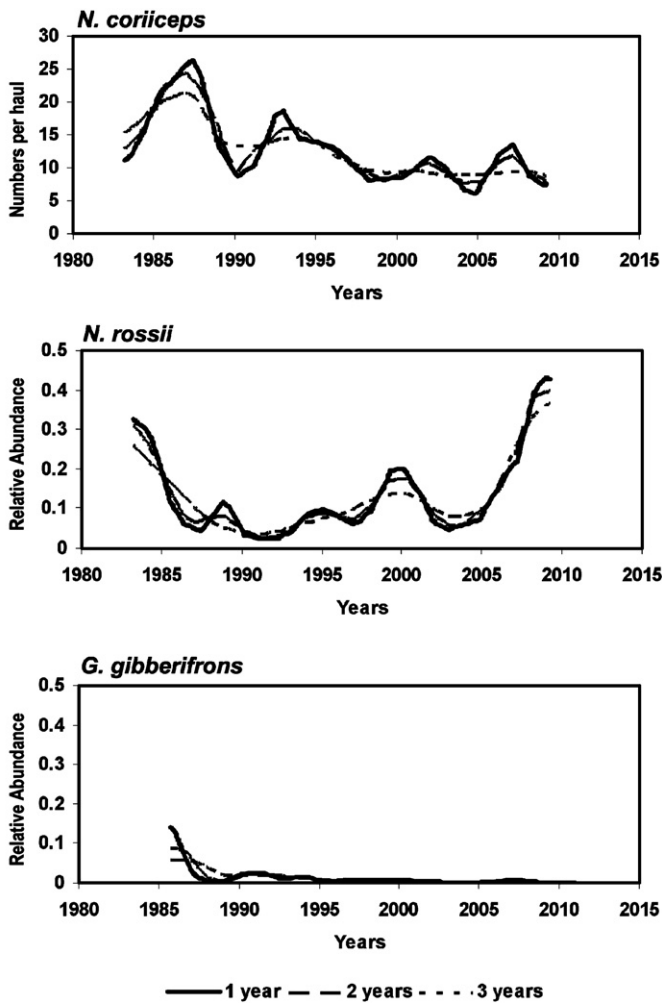 N. coriiceps
30
25
20
15
10
5
0
Numbers per haul
1980 1985 1990 1995 2000 2005 2010 2015
Years
N. rossii
0.5
0.4
0.3
0.2
0.1
0
Relative Abundance
1980 1985 1990 1995 2000 2005 2010 2015
Years
G. gibberifrons
0.5
0.4
0.3
0.2
0.1
0
Relative Abundance
1980 1985 1990 1995 2000 2005 2010 2015
Years
1 year 2 years 3 years